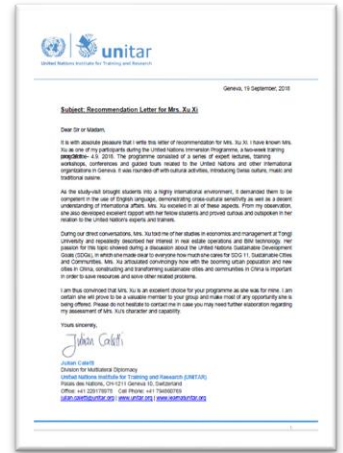 unitar
United Nations Institute for Training and Research
Geneva, 19 September, 2016
Subject: Recommendation Letter for Mrs. Xu Xi
Dear Sir or Madam,
It is with absolute pleasure that I write this letter of recommendation for Mrs. Xu Xi. I have known Mrs.
Xu as one of my participants during the United Nations Immersion Programme, a two-week training
4.9. 2016. The programme consisted of a series of expert lectures, training
workshops, conferences and guided tours related to the United Nations and other international
organizations in Geneva. It was rounded-off with cultural activities, introducing Swiss culture, music and
traditional cuisine.
As the study-visit brought students into a highly international environment, it demanded them to be
competent in the use of English language, demonstrating cross-cultural sensitivity as well as a decent
understanding of international affairs. Mrs. Xu excelled in all of these aspects. From my observation,
she also developed excellent rapport with her fellow students and proved curious and outspoken in her
relation to the United Nations experts and trainers.
During our direct conversations, Mrs. Xu told me of her studies in economics and management at Tongji
University and repeatedly described her interest in real estate operations and BIM technology. Her
passion for this topic showed during a discussion about the United Nations Sustainable Development
Goals (SDGs), in which she made clear to everyone how much she cares for SDG 11, Sustainable Cities
and Communities. Mrs. Xu articulated convincingly how with the booming urban population and new
cities in China, constructing and transforming sustainable cities and communities in China is important
in order to save resources and solve other related problems.
I am thus convinced that Mrs. Xu is an excellent choice for your programme as she was for mine. I am
certain she will prove to be a valuable member to your group and make most of any opportunity she is
being offered. Please do not hesitate to contact me in case you may need further elaboration regarding
my assessment of Mrs. Xu's character and capability.
Yours sincerely,
Julian Caletti
Julian Caletti
Division for Multilateral Diplomacy
United Nations Institute for Training and Research (UNITAR)
Palais des Nations, CH-1211 Geneva 10, Switzerland
julian.caletti@unitar.org | www.unitar.org | www.learnatunitar.org